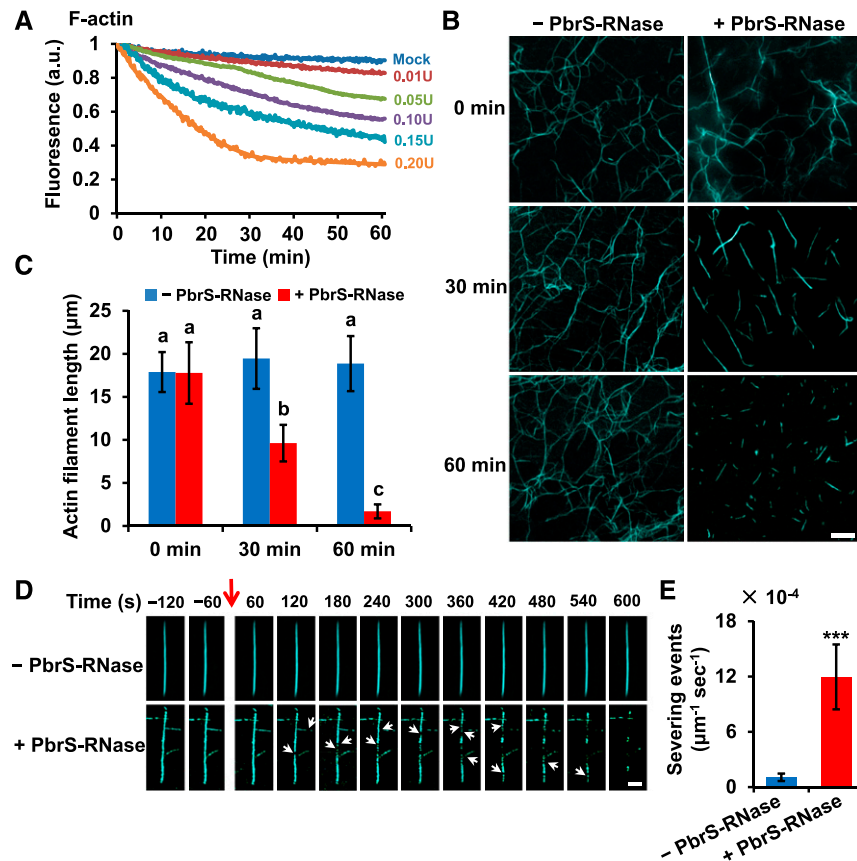 A F-actin
Fluoresence (a.u.)
1
0.8
0.6
0.4
0.2
0
0 10 20 30 40 50 60
Time (min)
Mock
0.01U
0.05U
0.10U
0.15U
0.20U
B
– PbrS-RNase + PbrS-RNase
0 min
30 min
60 min
C
– PbrS-RNase + PbrS-RNase
Actin filament length (µm)
25
20
15
10
5
0
a a a b a c
0 min 30 min 60 min
D
Time (s) –120 –60 60 120 180 240 300 360 420 480 540 600
– PbrS-RNase
+ PbrS-RNase
E
× 10⁻⁴
Severing events
(µm⁻¹ sec⁻¹)
18
12
6
0
***
– PbrS-RNase
+ PbrS-RNase